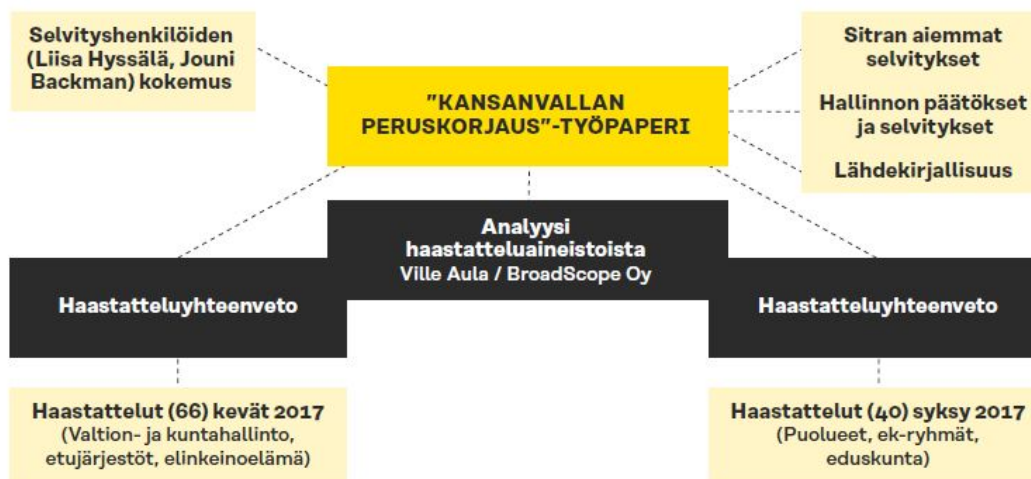 Selvityshenkilöiden
(Liisa Hyssälä, Jouni
Backman) kokemus
"KANSANVALLAN
PERUSKORJAUS"-TYÖPAPERI
Sitran aiemmat
selvitykset
Hallinnon päätökset
ja selvitykset
Lähdekirjallisuus
Analyysi
haastatteluaineistoista
Ville Aula / BroadScope Oy
Haastatteluyhteenveto
Haastatteluyhteenveto
Haastattelut (66) kevät 2017
(Valtion- ja kuntahallinto,
etujärjestöt, elinkeinoelämä)
Haastattelut (40) syksy 2017
(Puolueet, ek-ryhmät,
eduskunta)